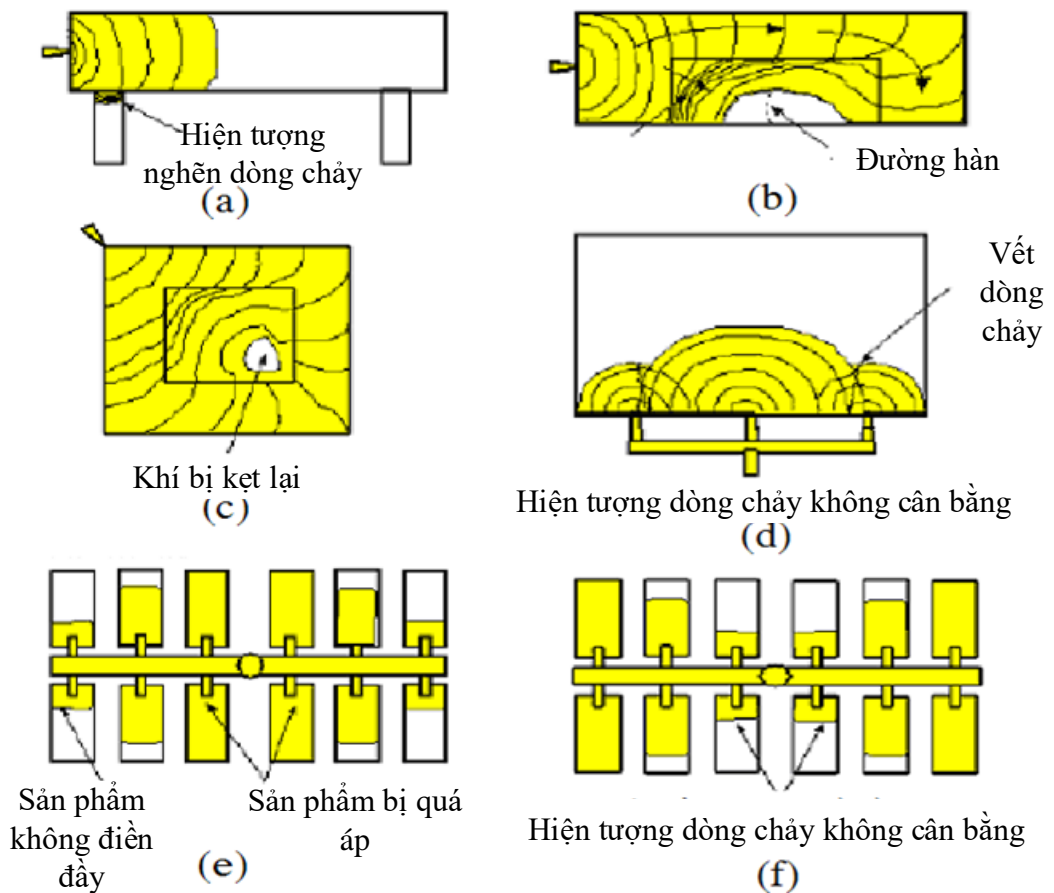 Hiện tượng
nghẽn dòng chảy
(a)
Đường hàn
(b)
Khí bị kẹt lại
(c)
Vết
dòng
chảy
Hiện tượng dòng chảy không cân bằng
(d)
Sản phẩm
không điền
đầy
Sản phẩm bị quá
áp
(e)
Hiện tượng dòng chảy không cân bằng
(f)